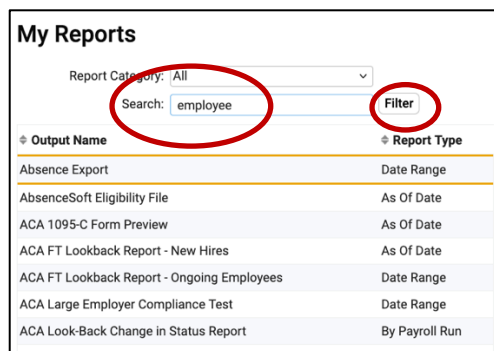 My Reports
Report Category: All
Search: employee Filter
Output Name Report Type
Absence Export Date Range
AbsenceSoft Eligibility File As Of Date
ACA 1095-C Form Preview As Of Date
ACA FT Lookback Report - New Hires As Of Date
ACA FT Lookback Report - Ongoing Employees Date Range
ACA Large Employer Compliance Test Date Range
ACA Look-Back Change in Status Report By Payroll Run